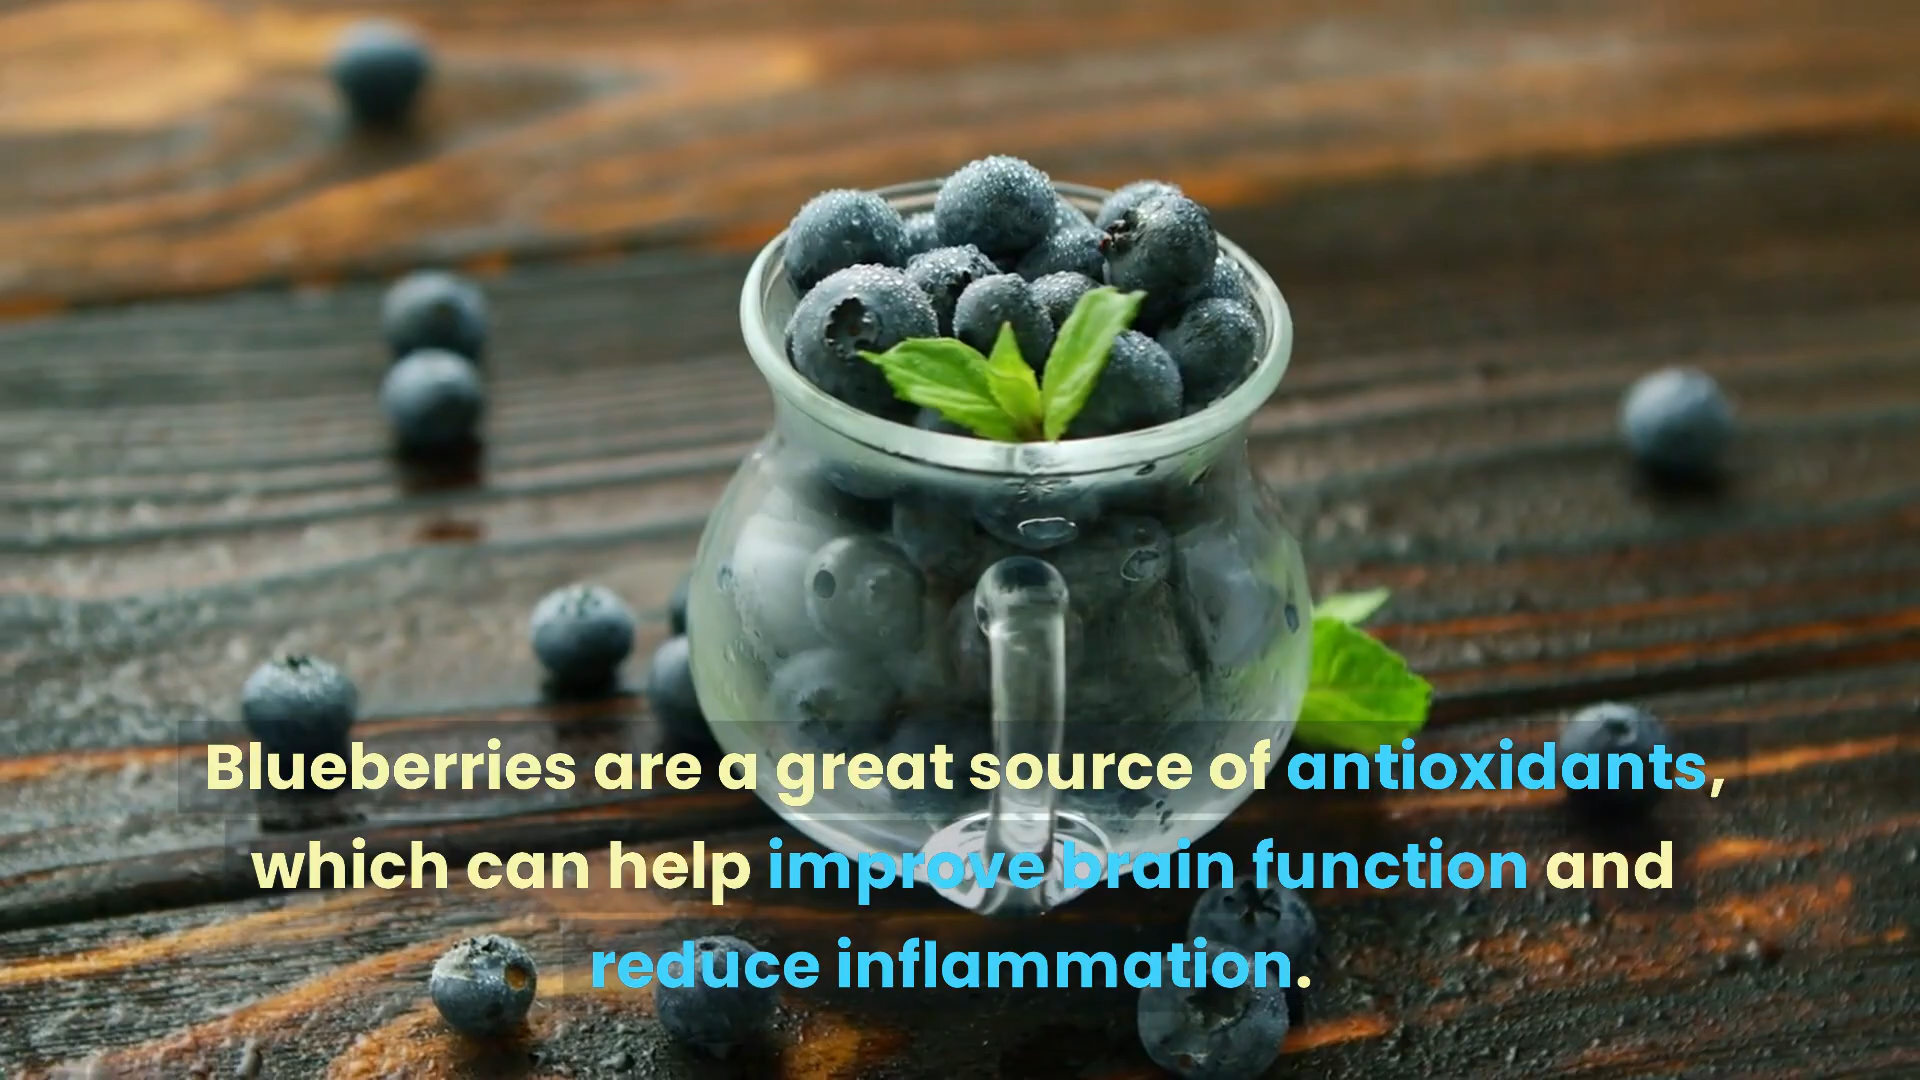 Blueberries are a great source of antioxidants,
which can help improve brain function and
reduce inflammation.